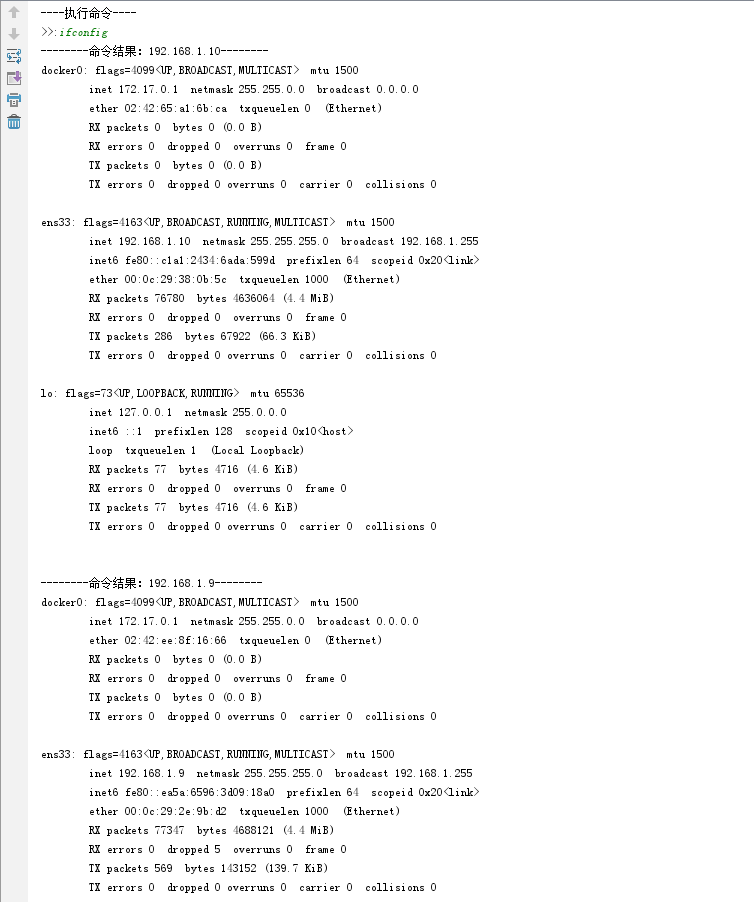 ----执行命令----
>>:ifconfig
--------命令结果: 192.168.1.10--------
docker0: flags=4099<UP,BROADCAST,MULTICAST>  mtu 1500
        inet 172.17.0.1  netmask 255.255.0.0  broadcast 0.0.0.0
        ether 02:42:65:a1:6b:ca  txqueuelen 0  (Ethernet)
        RX packets 0  bytes 0 (0.0 B)
        RX errors 0  dropped 0  overruns 0  frame 0
        TX packets 0  bytes 0 (0.0 B)
        TX errors 0  dropped 0 overruns 0  carrier 0  collisions 0

ens33: flags=4163<UP,BROADCAST,RUNNING,MULTICAST>  mtu 1500
        inet 192.168.1.10  netmask 255.255.255.0  broadcast 192.168.1.255
        inet6 fe80::c1a1:2434:6ada:599d  prefixlen 64  scopeid 0x20<link>
        ether 00:0c:29:38:0b:5c  txqueuelen 1000  (Ethernet)
        RX packets 76780  bytes 4636064 (4.4 MiB)
        RX errors 0  dropped 0  overruns 0  frame 0
        TX packets 286  bytes 67922 (66.3 KiB)
        TX errors 0  dropped 0 overruns 0  carrier 0  collisions 0

lo: flags=73<UP,LOOPBACK,RUNNING>  mtu 65536
        inet 127.0.0.1  netmask 255.0.0.0
        inet6 ::1  prefixlen 128  scopeid 0x10<host>
        loop  txqueuelen 1  (Local Loopback)
        RX packets 77  bytes 4716 (4.6 KiB)
        RX errors 0  dropped 0  overruns 0  frame 0
        TX packets 77  bytes 4716 (4.6 KiB)
        TX errors 0  dropped 0 overruns 0  carrier 0  collisions 0

--------命令结果: 192.168.1.9--------
docker0: flags=4099<UP,BROADCAST,MULTICAST>  mtu 1500
        inet 172.17.0.1  netmask 255.255.0.0  broadcast 0.0.0.0
        ether 02:42:ee:8f:16:66  txqueuelen 0  (Ethernet)
        RX packets 0  bytes 0 (0.0 B)
        RX errors 0  dropped 0  overruns 0  frame 0
        TX packets 0  bytes 0 (0.0 B)
        TX errors 0  dropped 0 overruns 0  carrier 0  collisions 0

ens33: flags=4163<UP,BROADCAST,RUNNING,MULTICAST>  mtu 1500
        inet 192.168.1.9  netmask 255.255.255.0  broadcast 192.168.1.255
        inet6 fe80::ea5a:6596:3d09:18a0  prefixlen 64  scopeid 0x20<link>
        ether 00:0c:29:2e:9b:d2  txqueuelen 1000  (Ethernet)
        RX packets 77347  bytes 4688121 (4.4 MiB)
        RX errors 0  dropped 5  overruns 0  frame 0
        TX packets 569  bytes 143152 (139.7 KiB)
        TX errors 0  dropped 0 overruns 0  carrier 0  collisions 0